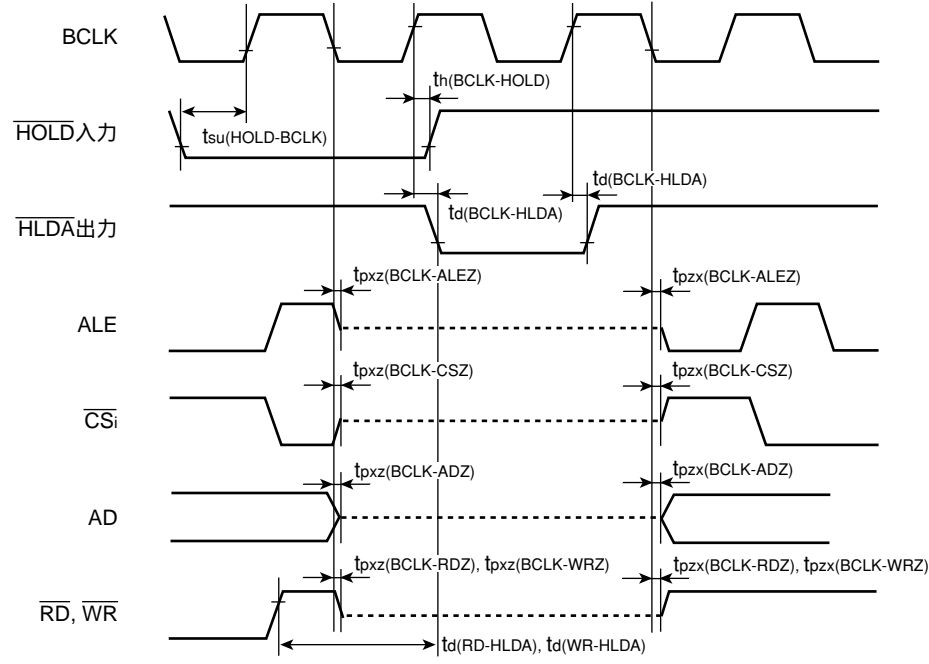 BCLK
th(BCLK-HOLD)
HOLD入力
tsu(HOLD-BCLK)
td(BCLK-HLDA)
td(BCLK-HLDA)
HLDA出力
tpxz(BCLK-ALEZ)
tpzx(BCLK-ALEZ)
ALE
tpxz(BCLK-CSZ)
tpzx(BCLK-CSZ)
CSi
tpxz(BCLK-ADZ)
tpzx(BCLK-ADZ)
AD
tpxz(BCLK-RDZ), tpxz(BCLK-WRZ)
tpzx(BCLK-RDZ), tpzx(BCLK-WRZ)
RD, WR
td(RD-HLDA), td(WR-HLDA)